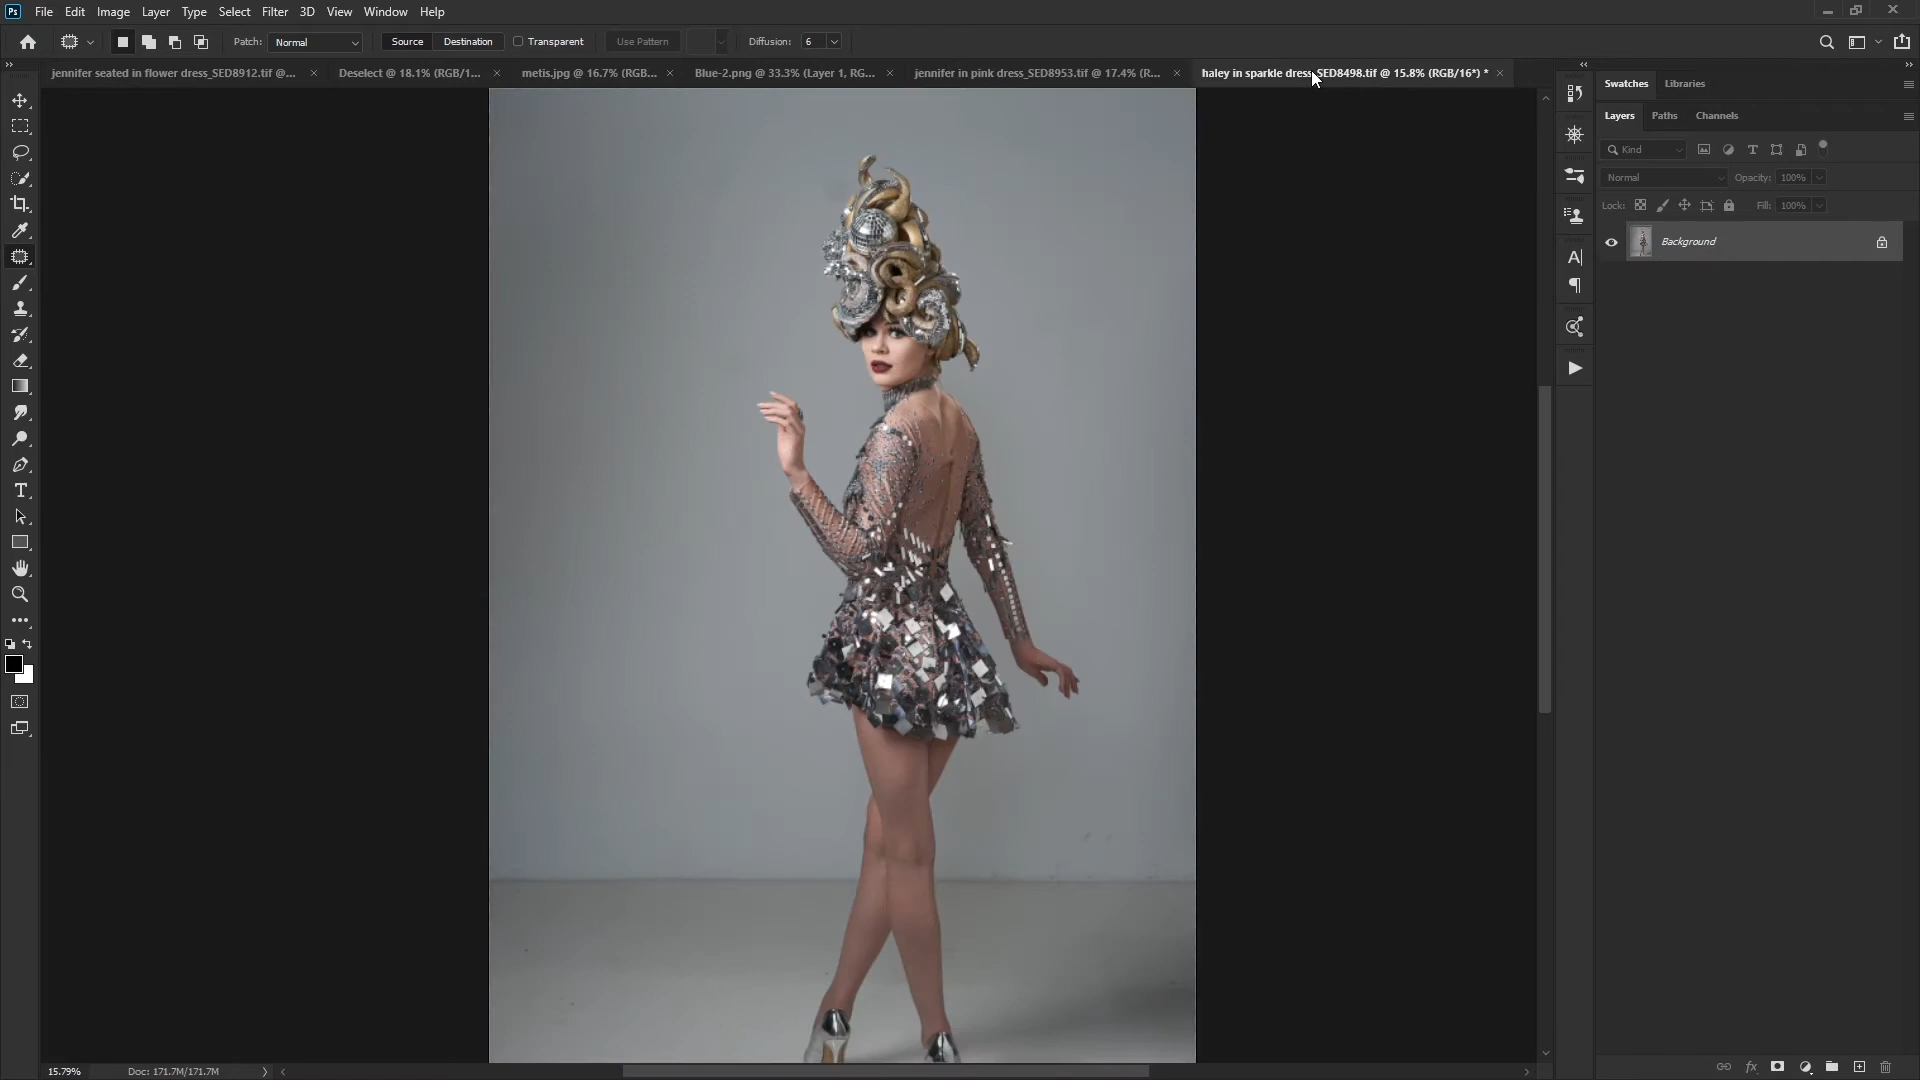 Ps File Edit Image Layer Type Select Filter 3D View Window Help
Patch: Normal Source Destination Transparent Use Pattern Diffusion: 6
jennifer seated in flower dress_SED8912.tif @... Deselect @ 18.1% (RGB/1... metis.jpg @ 16.7% (RGB... Blue-2.png @ 33.3% (Layer 1, RG... jennifer in pink dress_SED8953.tif @ 17.4% (R... haley in sparkle dress_SED8498.tif @ 15.8% (RGB/16*) *
Swatches Libraries
Layers Paths Channels
Kind
Normal Opacity: 100%
Lock: Fill: 100%
Background
15.79% Doc: 171.7M/171.7M